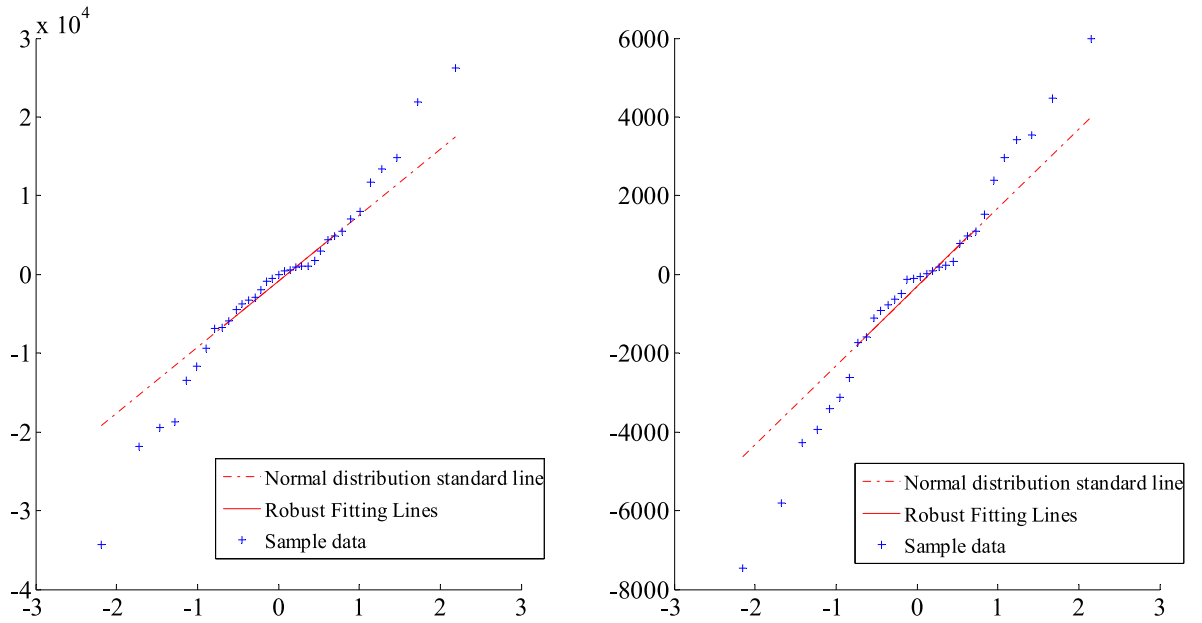 x 10⁴
3
2
1
0
-1
-2
-3
-4
-3 -2 -1 0 1 2 3
Normal distribution standard line
Robust Fitting Lines
Sample data
6000
4000
2000
0
-2000
-4000
-6000
-8000
-3 -2 -1 0 1 2 3
Normal distribution standard line
Robust Fitting Lines
Sample data